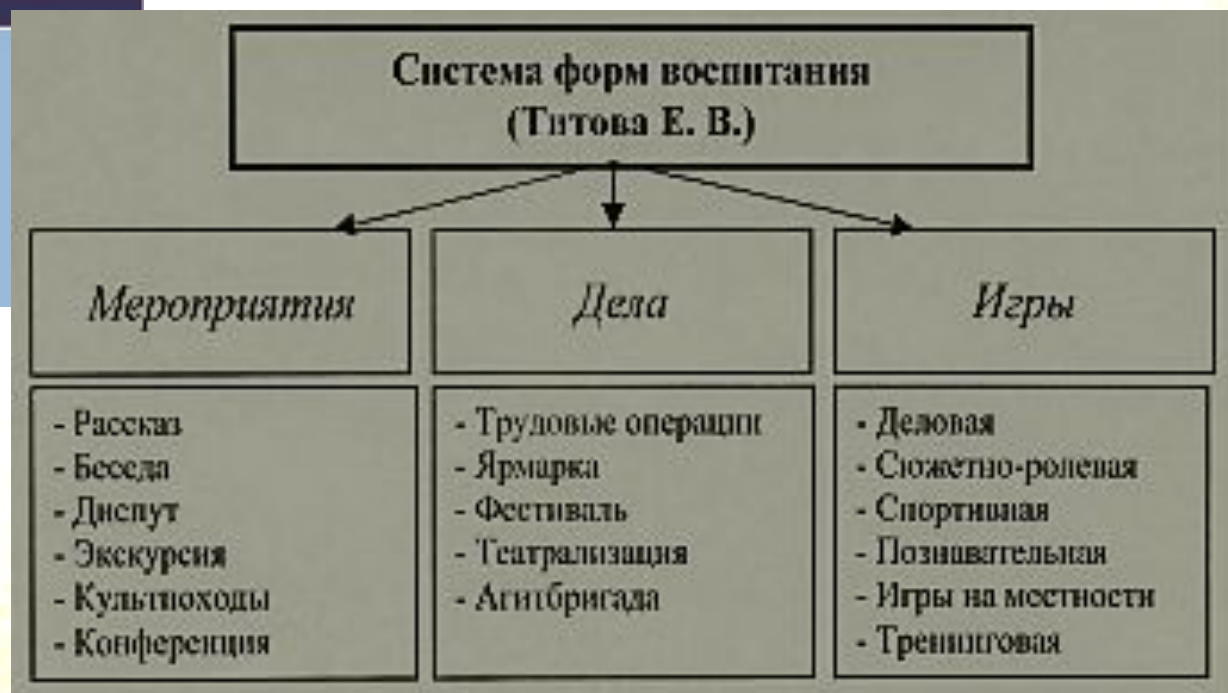 Система форм воспитания
(Титова Е. В.)
Мероприятия
Дела
Игры
- Рассказ
- Беседа
- Диспут
- Экскурсия
- Культпоходы
- Конференция
- Трудовые операции
- Ярмарка
- Фестиваль
- Театрализация
- Агитбригада
- Деловая
- Сюжетно-ролевая
- Спортивная
- Познавательная
- Игры на местности
- Тренинговая